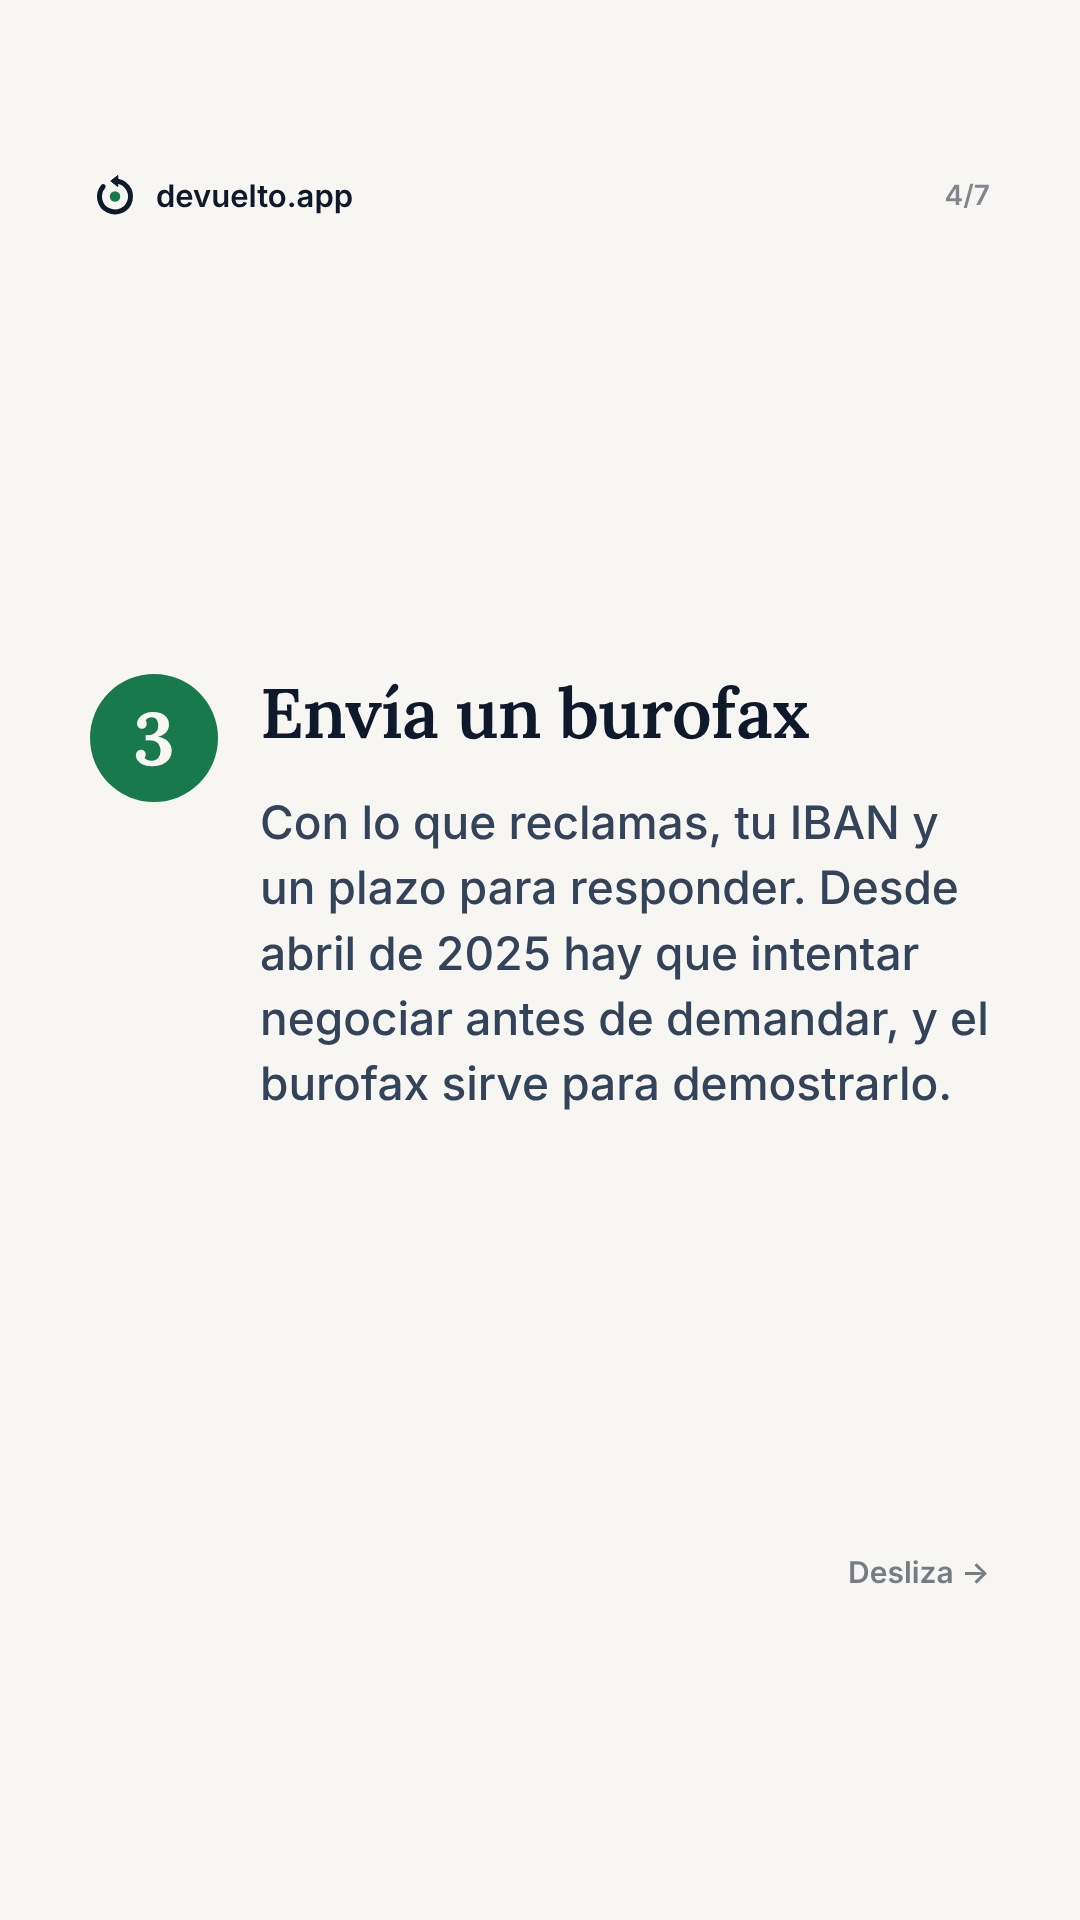 devuelto.app
4/7
3
Envía un burofax
Con lo que reclamas, tu IBAN y
un plazo para responder. Desde
abril de 2025 hay que intentar
negociar antes de demandar, y el
burofax sirve para demostrarlo.
Desliza →